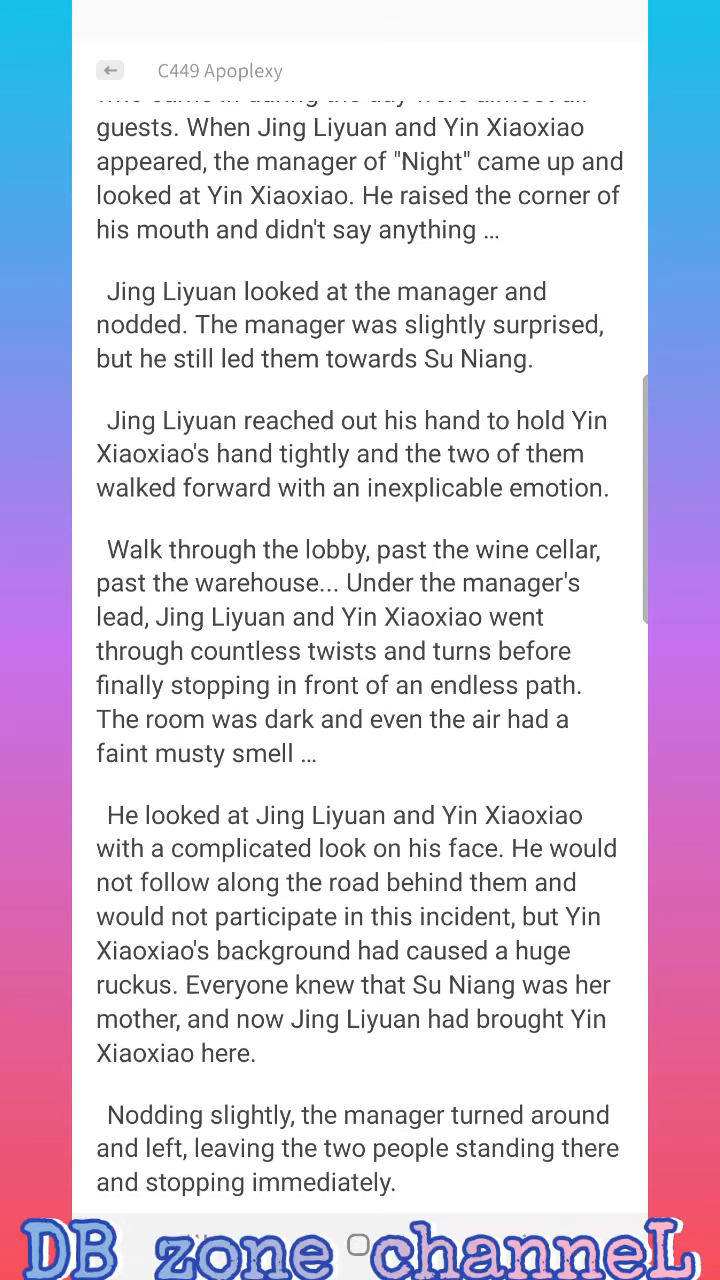 C449 Apoplexy
guests. When Jing Liyuan and Yin Xiaoxiao
appeared, the manager of "Night" came up and
looked at Yin Xiaoxiao. He raised the corner of
his mouth and didn't say anything ...
Jing Liyuan looked at the manager and
nodded. The manager was slightly surprised,
but he still led them towards Su Niang.
Jing Liyuan reached out his hand to hold Yin
Xiaoxiao's hand tightly and the two of them
walked forward with an inexplicable emotion.
Walk through the lobby, past the wine cellar,
past the warehouse... Under the manager's
lead, Jing Liyuan and Yin Xiaoxiao went
through countless twists and turns before
finally stopping in front of an endless path.
The room was dark and even the air had a
faint musty smell ...
He looked at Jing Liyuan and Yin Xiaoxiao
with a complicated look on his face. He would
not follow along the road behind them and
would not participate in this incident, but Yin
Xiaoxiao's background had caused a huge
ruckus. Everyone knew that Su Niang was her
mother, and now Jing Liyuan had brought Yin
Xiaoxiao here.
Nodding slightly, the manager turned around
and left, leaving the two people standing there
and stopping immediately.
DB zone channeL